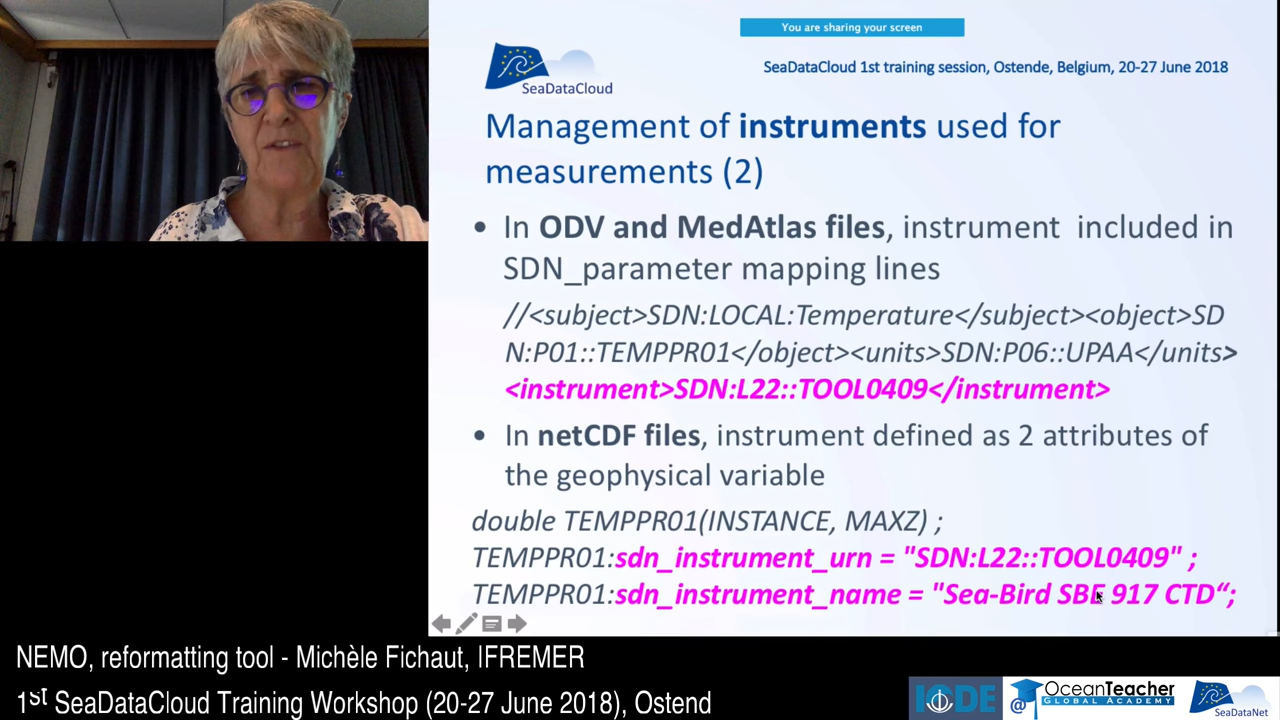 You are sharing your screen
SeaDataCloud
SeaDataCloud 1st training session, Ostende, Belgium, 20-27 June 2018
Management of instruments used for
measurements (2)
• In ODV and MedAtlas files, instrument included in
SDN_parameter mapping lines
//<subject>SDN:LOCAL:Temperature</subject><object>SD
N:P01::TEMPPR01</object><units>SDN:P06::UPAA</units>
<instrument>SDN:L22::TOOL0409</instrument>
• In netCDF files, instrument defined as 2 attributes of
the geophysical variable
double TEMPPR01(INSTANCE, MAXZ) ;
TEMPPR01:sdn_instrument_urn = "SDN:L22::TOOL0409" ;
TEMPPR01:sdn_instrument_name = "Sea-Bird SBE 917 CTD“;
NEMO, reformatting tool - Michèle Fichaut, IFREMER
1st SeaDataCloud Training Workshop (20-27 June 2018), Ostend
IODE
@
OceanTeacher
GLOBAL ACADEMY
SeaDataNet